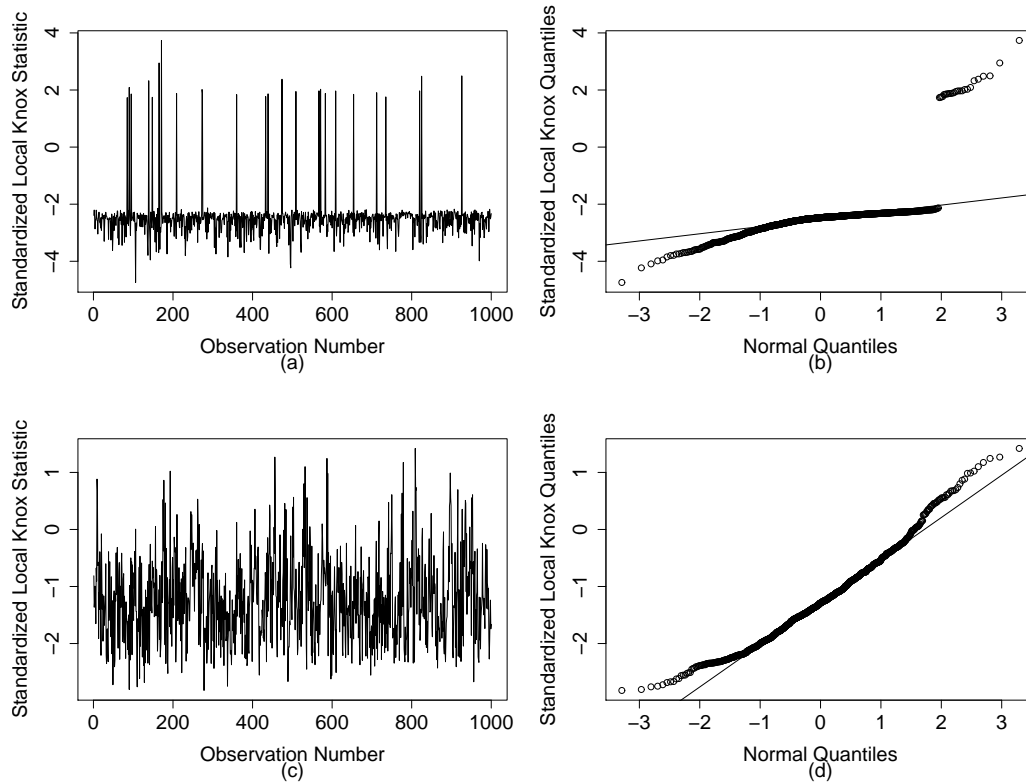 Standardized Local Knox Statistic
4
2
0
−2
−4
0 200 400 600 800 1000
Observation Number
(a)
Standardized Local Knox Quantiles
4
2
0
−2
−4
−3 −2 −1 0 1 2 3
Normal Quantiles
(b)
Standardized Local Knox Statistic
1
0
−1
−2
0 200 400 600 800 1000
Observation Number
(c)
Standardized Local Knox Quantiles
1
0
−1
−2
−3 −2 −1 0 1 2 3
Normal Quantiles
(d)